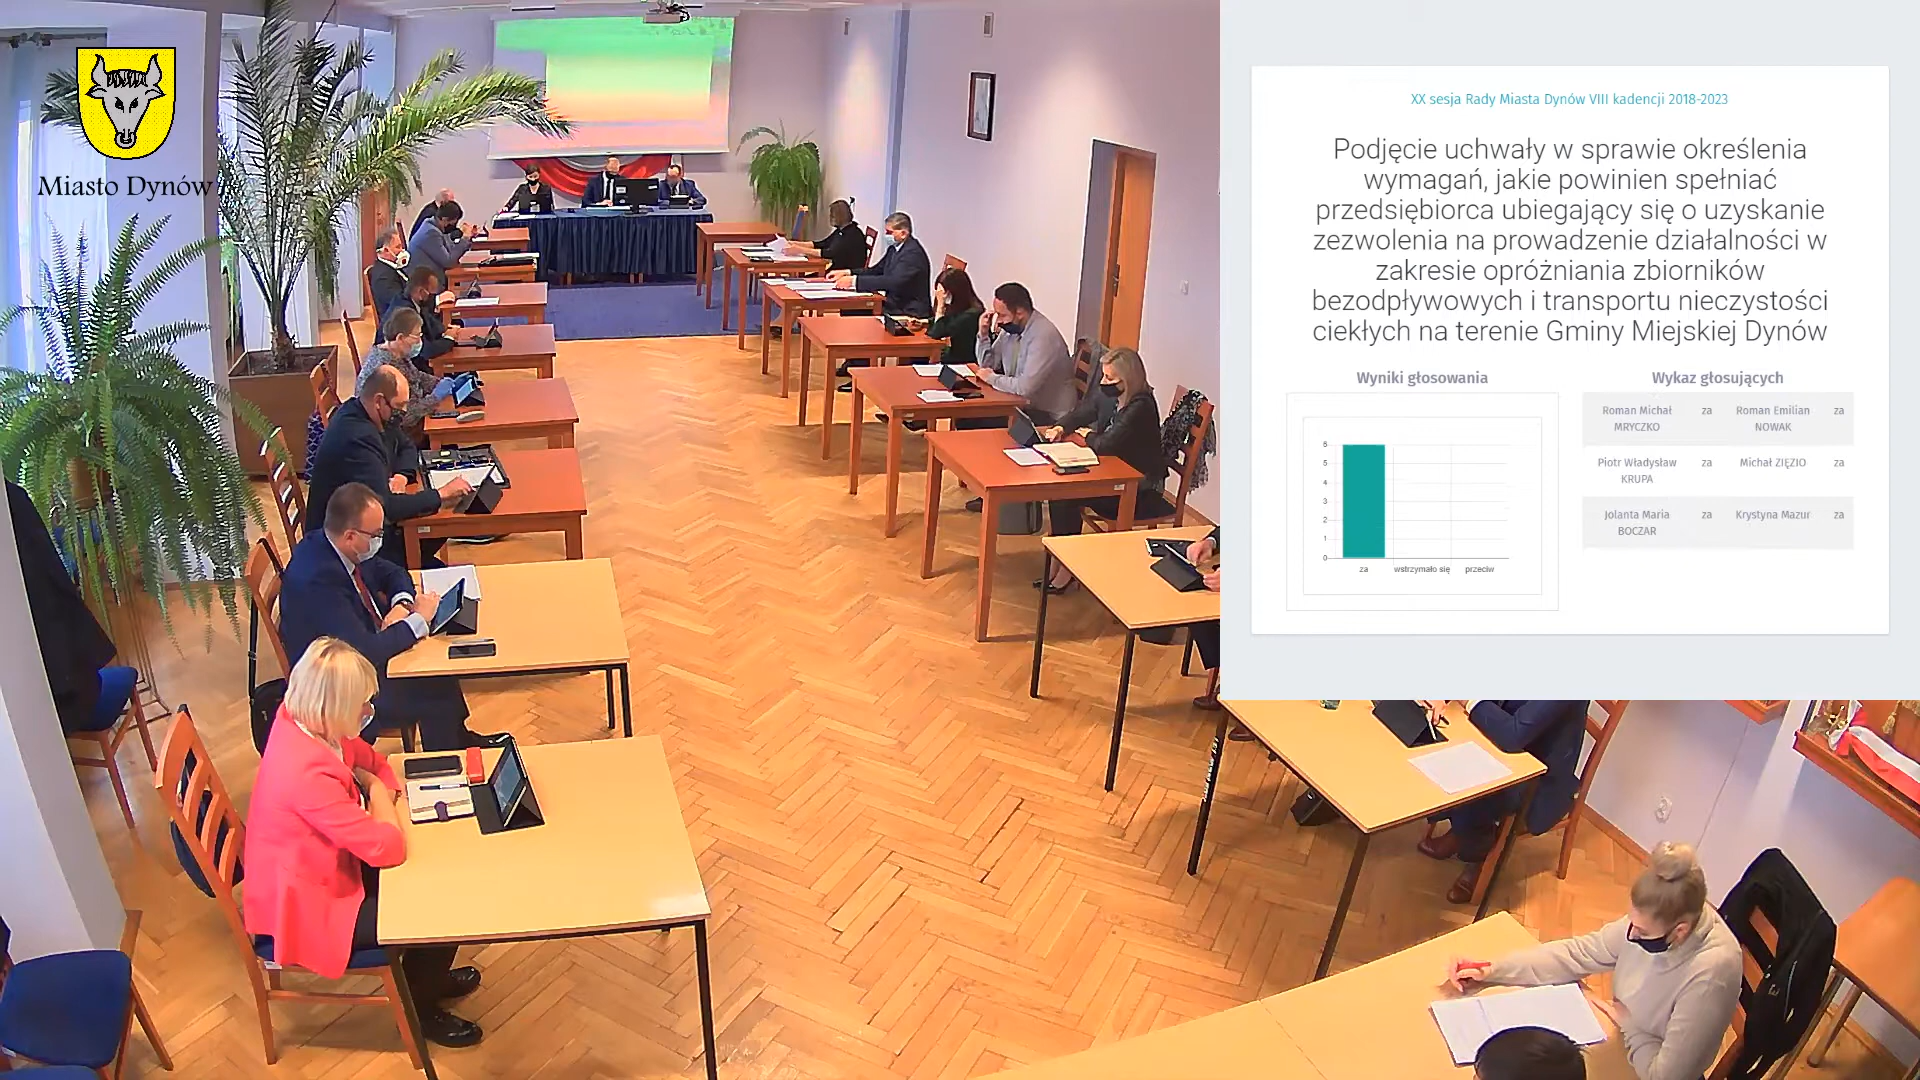 Miasto Dynów
XX sesja Rady Miasta Dynów VIII kadencji 2018-2023
Podjęcie uchwały w sprawie określenia
wymagań, jakie powinien spełniać
przedsiębiorca ubiegający się o uzyskanie
zezwolenia na prowadzenie działalności w
zakresie opróżniania zbiorników
bezodpływowych i transportu nieczystości
ciekłych na terenie Gminy Miejskiej Dynów
Wyniki głosowania
6
5
4
3
2
1
0
za
wstrzymało się
przeciw
Wykaz głosujących
Roman Michał
MRYCZKO
za
Roman Emilian
NOWAK
za
Piotr Władysław
KRUPA
za
Michał ZIĘZIO
za
Jolanta Maria
BOCZAR
za
Krystyna Mazur
za